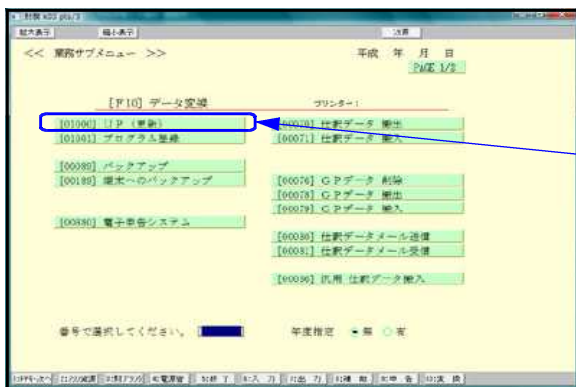 拡大表示 縮小表示 次頁
<< 業務サブメニュー >> 平成 年 月 日
PAGE 1/2
[F10] データ変換 プリンター:
[01000] UP (更新) [00070] 仕訳データ 搬出
[01001] プログラム登録 [00071] 仕訳データ 搬入
[00089] バックアップ [00076] GPデータ 削除
[00189] 端末へのバックアップ [00078] GPデータ 搬出
[00079] GPデータ 搬入
[00880] 電子申告システム
[00080] 仕訳データメール送信
[00081] 仕訳データメール受信
[00090] 汎用 仕訳データ搬入
番号で選択してください。 年度指定 無 有